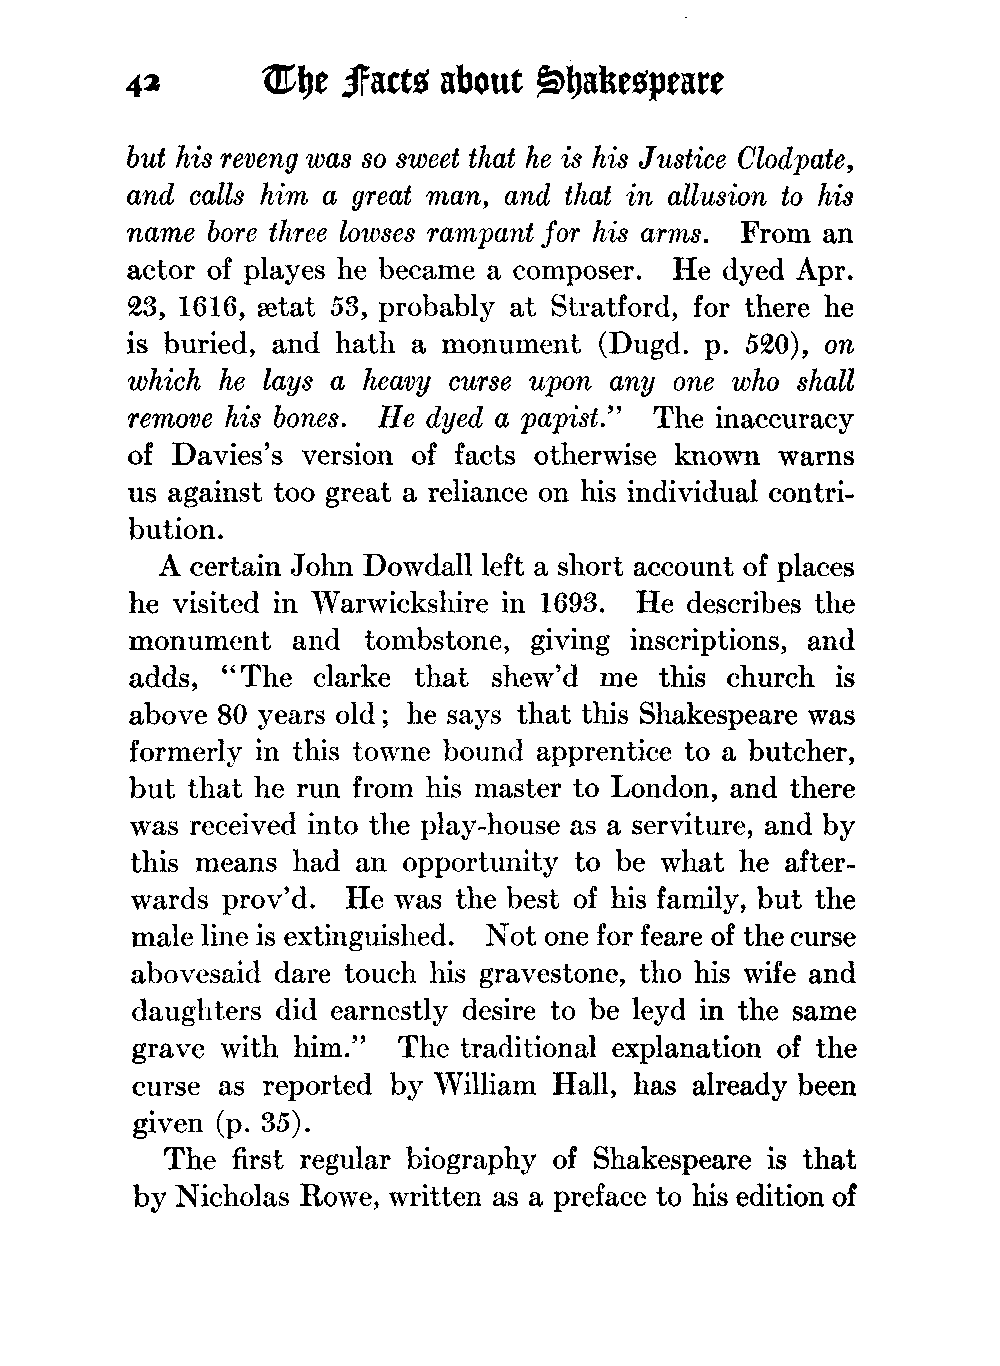 42 The Facts about Shakespeare
but his reveng was so sweet that he is his Justice Clodpate,
and calls him a great man, and that in allusion to his
name bore three lowses rampant for his arms. From an
actor of playes he became a composer. He dyed Apr.
23, 1616, ætat 53, probably at Stratford, for there he
is buried, and hath a monument (Dugd. p. 520), on
which he lays a heavy curse upon any one who shall
remove his bones. He dyed a papist.” The inaccuracy
of Davies’s version of facts otherwise known warns
us against too great a reliance on his individual contri-
bution.
A certain John Dowdall left a short account of places
he visited in Warwickshire in 1693. He describes the
monument and tombstone, giving inscriptions, and
adds, “The clarke that shew’d me this church is
above 80 years old; he says that this Shakespeare was
formerly in this towne bound apprentice to a butcher,
but that he run from his master to London, and there
was received into the play-house as a serviture, and by
this means had an opportunity to be what he after-
wards prov’d. He was the best of his family, but the
male line is extinguished. Not one for feare of the curse
abovesaid dare touch his gravestone, tho his wife and
daughters did earnestly desire to be leyd in the same
grave with him.” The traditional explanation of the
curse as reported by William Hall, has already been
given (p. 35).
The first regular biography of Shakespeare is that
by Nicholas Rowe, written as a preface to his edition of